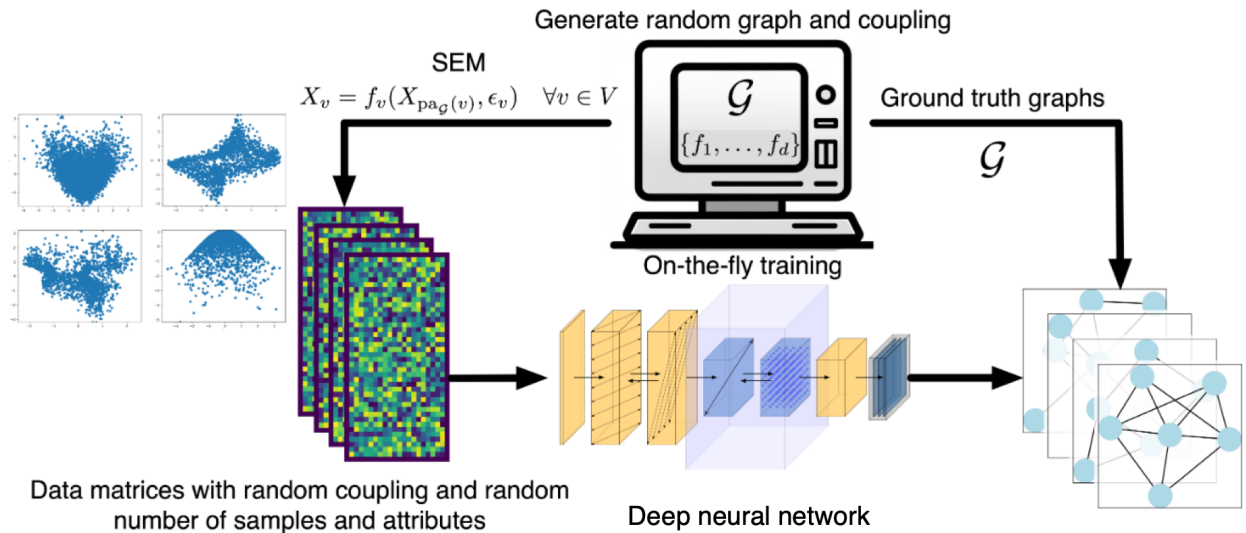 Generate random graph and coupling
SEM
X_v = f_v(X_{pa_𝒢(v)}, ϵ_v) ∀v ∈ V
𝒢
{f_1, . . . , f_d}
Ground truth graphs
𝒢
On-the-fly training
Data matrices with random coupling and random
number of samples and attributes
Deep neural network